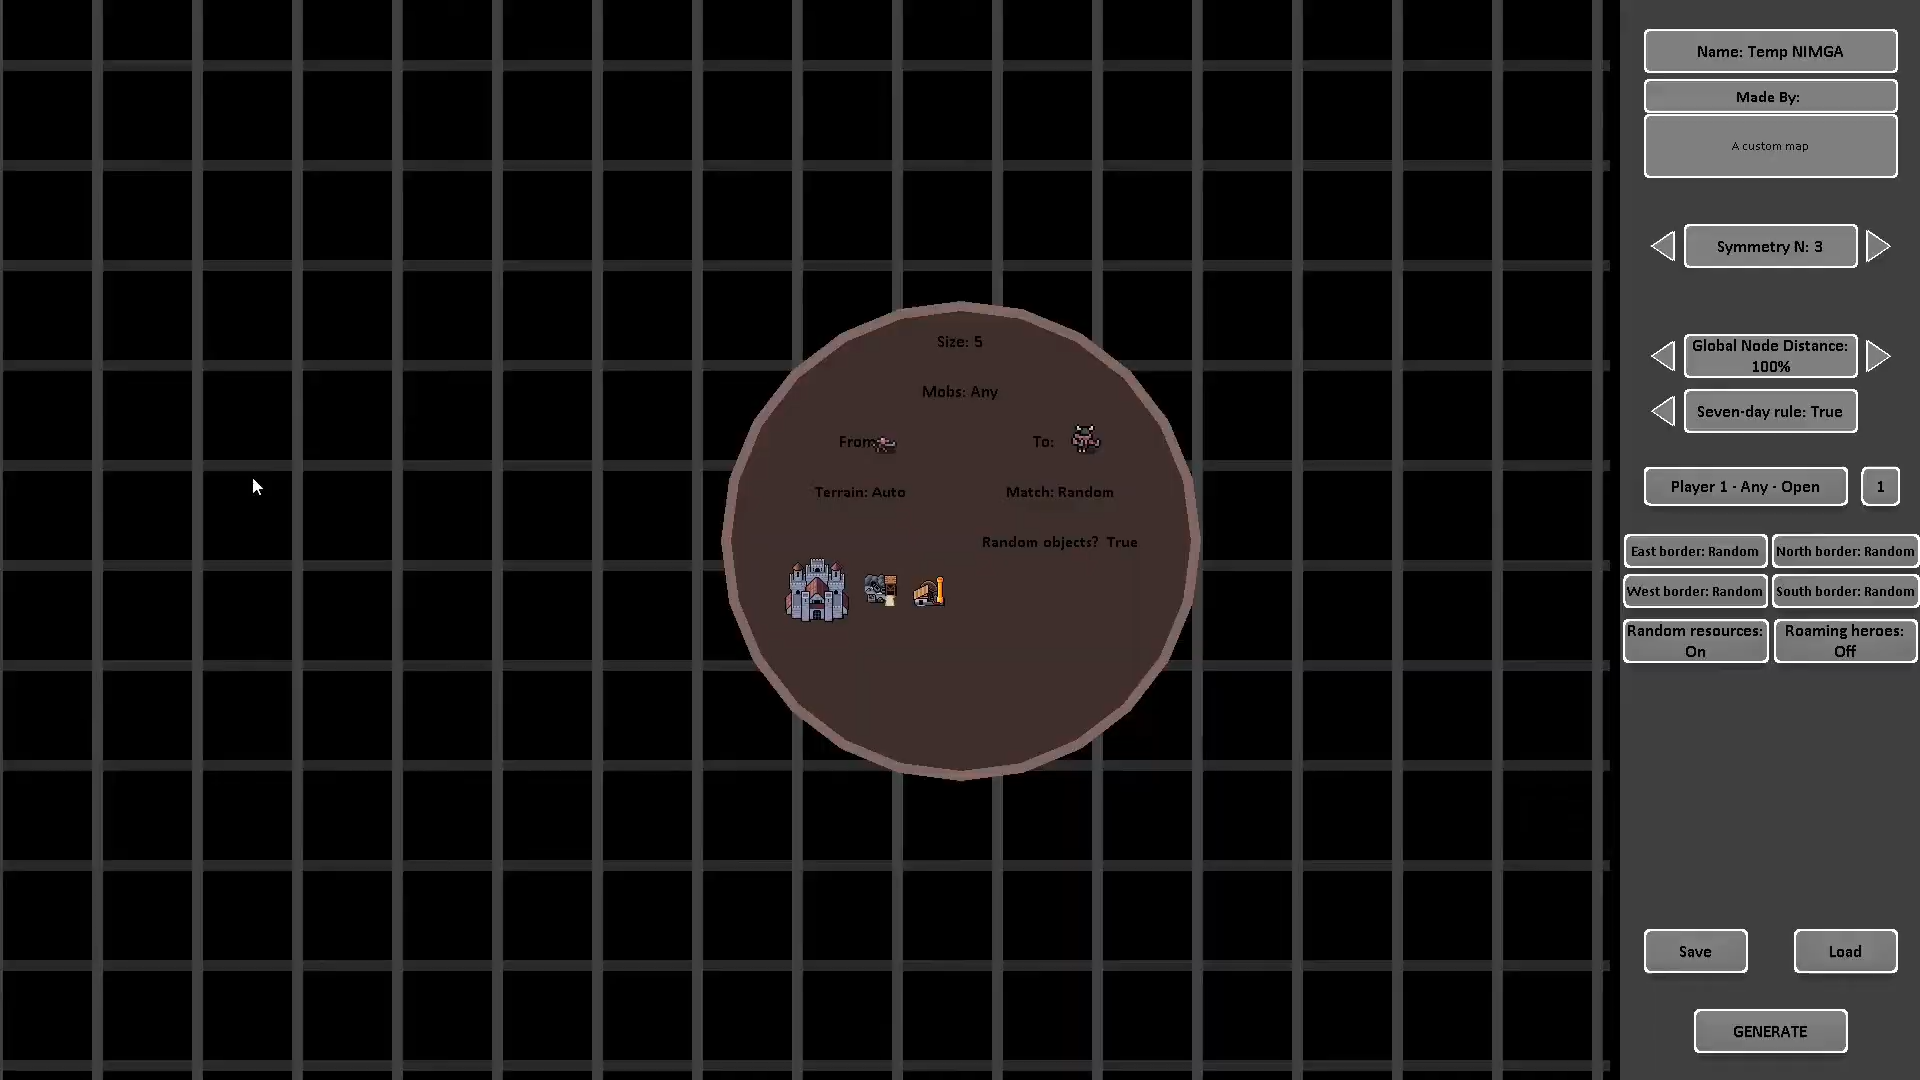 Name: Temp NIMGA
Made By:
A custom map
Symmetry N: 3
Global Node Distance:
100%
Seven-day rule: True
Player 1 - Any - Open
1
East border: Random
North border: Random
West border: Random
South border: Random
Random resources:
On
Roaming heroes:
Off
Save
Load
GENERATE
Size: 5
Mobs: Any
From
To:
Terrain: Auto
Match: Random
Random objects? True